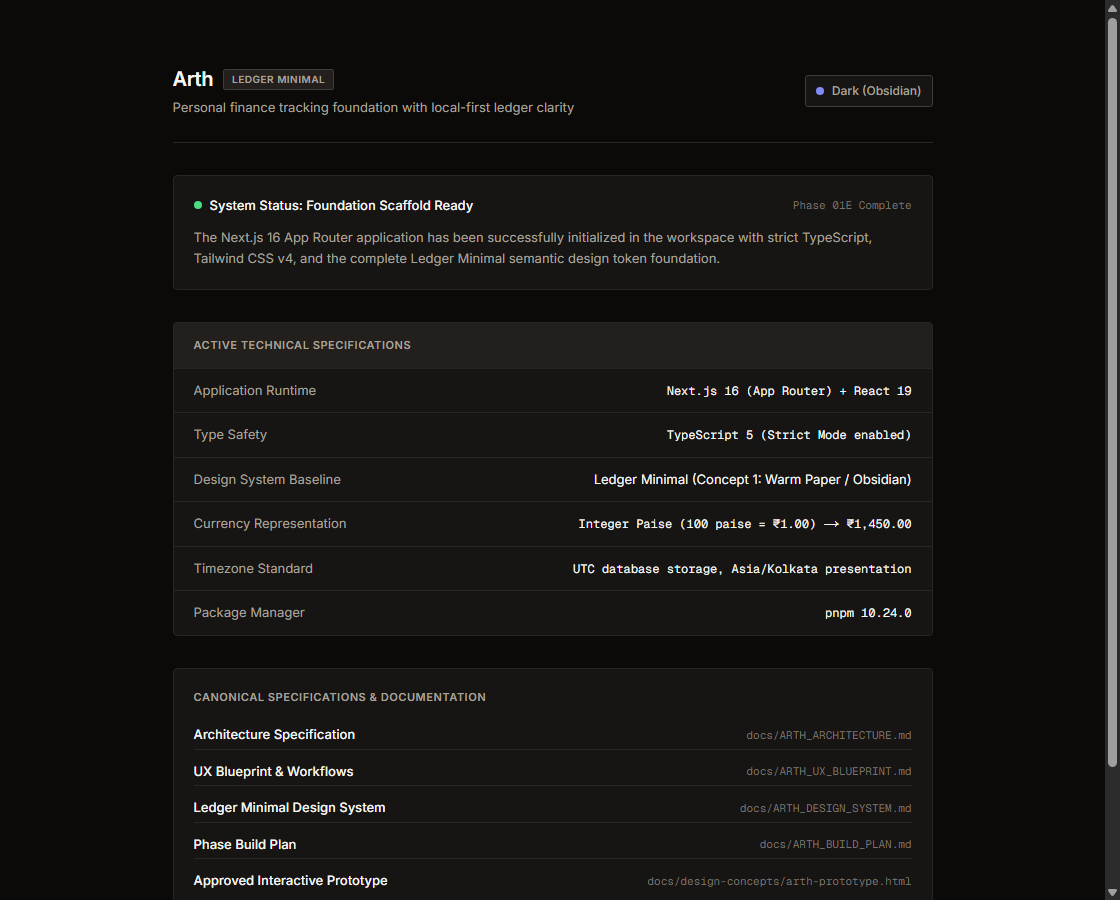 Arth LEDGER MINIMAL
Personal finance tracking foundation with local-first ledger clarity
Dark (Obsidian)
System Status: Foundation Scaffold Ready Phase 01E Complete
The Next.js 16 App Router application has been successfully initialized in the workspace with strict TypeScript,
Tailwind CSS v4, and the complete Ledger Minimal semantic design token foundation.
ACTIVE TECHNICAL SPECIFICATIONS
Application Runtime Next.js 16 (App Router) + React 19
Type Safety TypeScript 5 (Strict Mode enabled)
Design System Baseline Ledger Minimal (Concept 1: Warm Paper / Obsidian)
Currency Representation Integer Paise (100 paise = ₹1.00) ⟶ ₹1,450.00
Timezone Standard UTC database storage, Asia/Kolkata presentation
Package Manager pnpm 10.24.0
CANONICAL SPECIFICATIONS & DOCUMENTATION
Architecture Specification docs/ARTH_ARCHITECTURE.md
UX Blueprint & Workflows docs/ARTH_UX_BLUEPRINT.md
Ledger Minimal Design System docs/ARTH_DESIGN_SYSTEM.md
Phase Build Plan docs/ARTH_BUILD_PLAN.md
Approved Interactive Prototype docs/design-concepts/arth-prototype.html